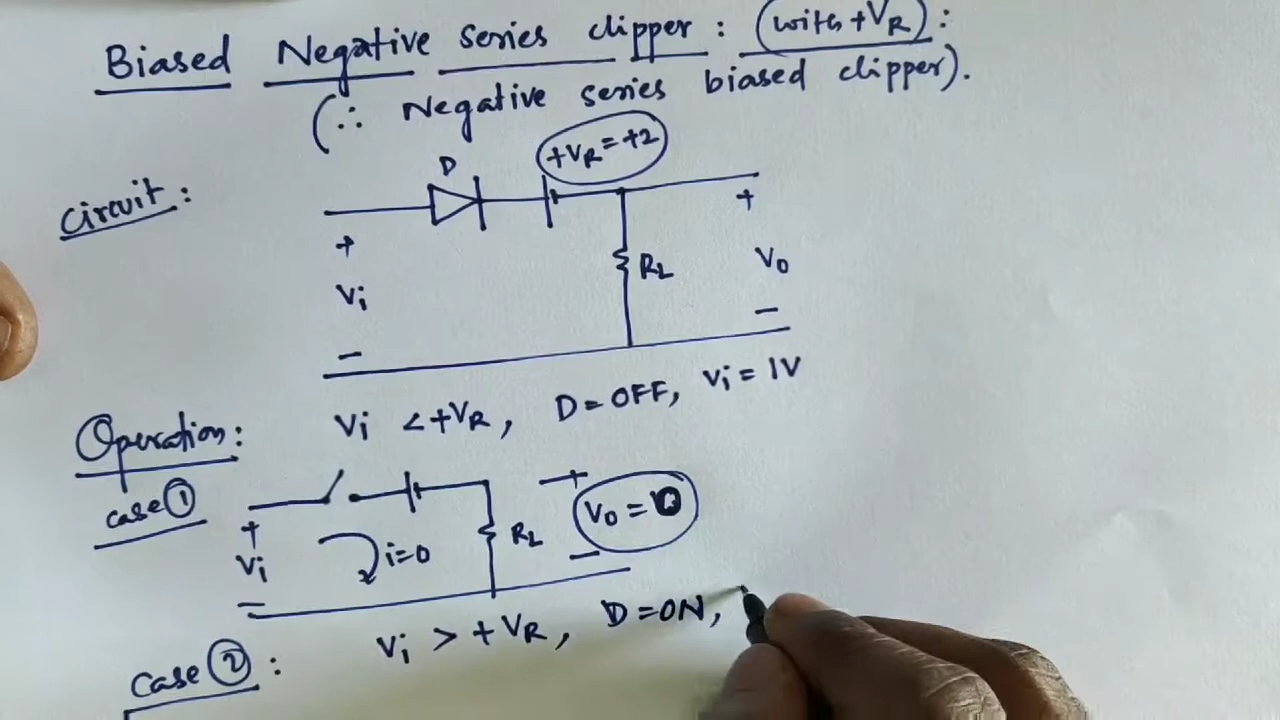 Biased Negative series clipper: (with +VR):
(∴ Negative series biased clipper).
Circuit:
D
+VR = +2
+
Vi
−
RL
+
Vo
−
Operation:
Vi < +VR, D = OFF, Vi = 1V
case ①
+
Vi
−
i=0
RL
+
Vo = 0
−
case ②: Vi > +VR, D = ON,